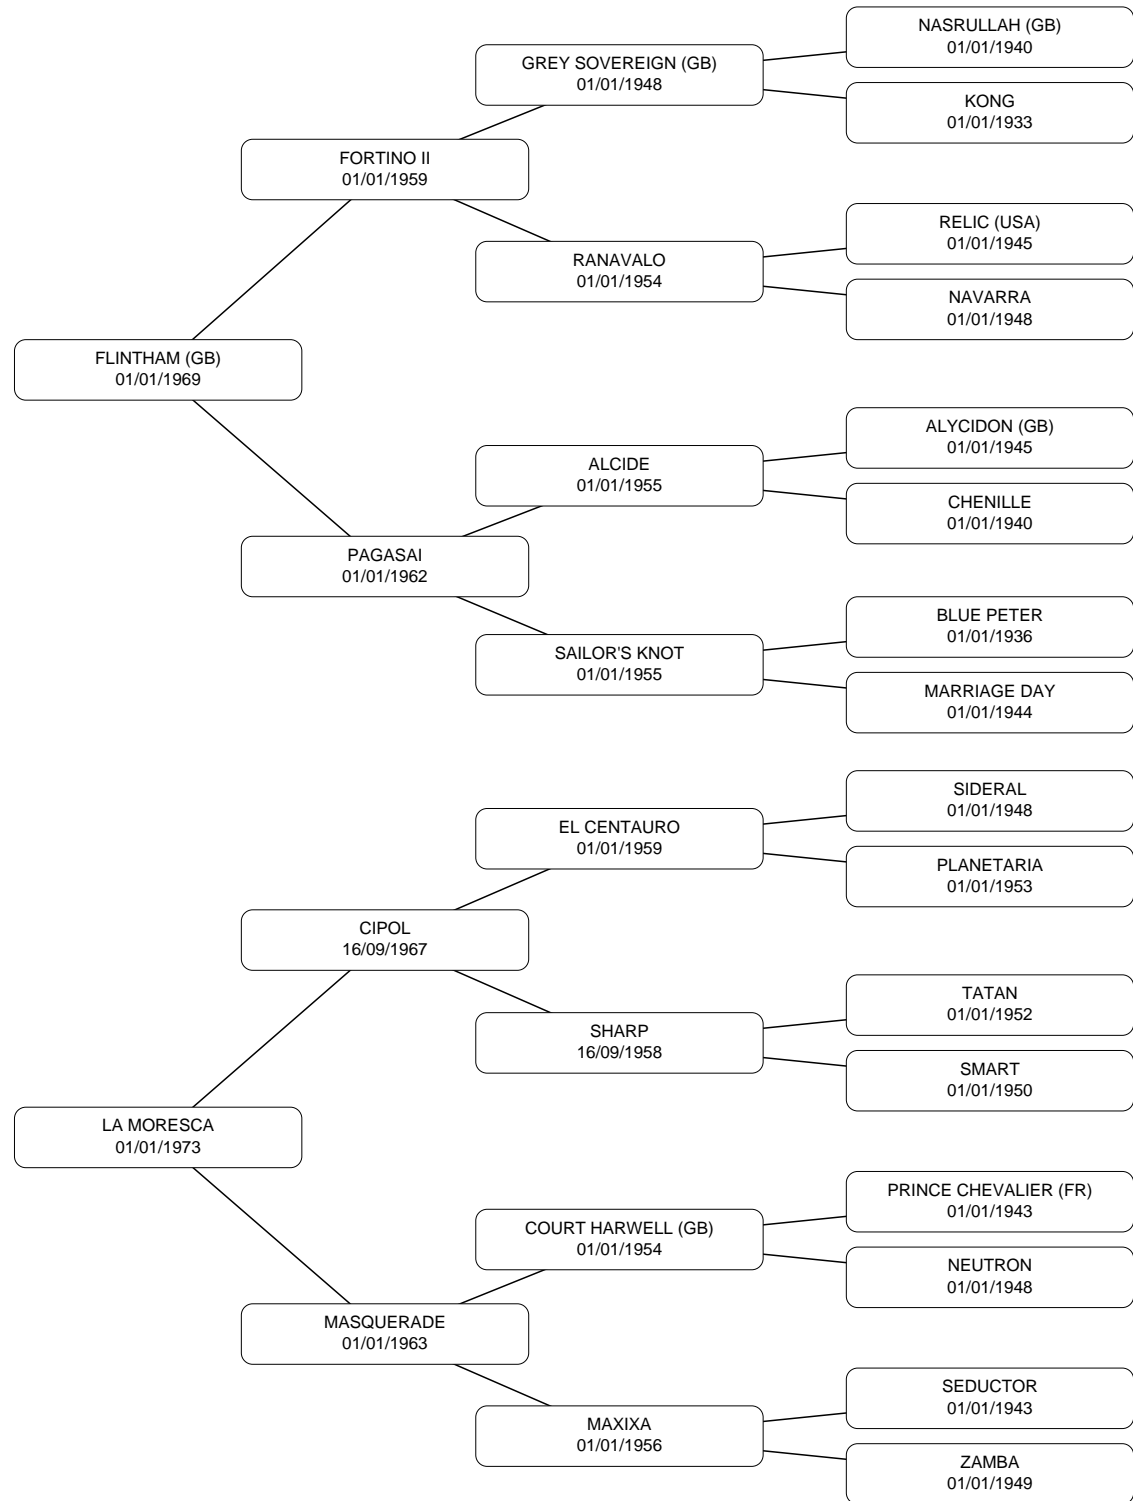 NASRULLAH (GB)
01/01/1940
GREY SOVEREIGN (GB)
01/01/1948
KONG
01/01/1933
FORTINO II
01/01/1959
RELIC (USA)
01/01/1945
RANAVALO
01/01/1954
NAVARRA
01/01/1948
FLINTHAM (GB)
01/01/1969
ALYCIDON (GB)
01/01/1945
ALCIDE
01/01/1955
CHENILLE
01/01/1940
PAGASAI
01/01/1962
BLUE PETER
01/01/1936
SAILOR'S KNOT
01/01/1955
MARRIAGE DAY
01/01/1944
SIDERAL
01/01/1948
EL CENTAURO
01/01/1959
PLANETARIA
01/01/1953
CIPOL
16/09/1967
TATAN
01/01/1952
SHARP
16/09/1958
SMART
01/01/1950
LA MORESCA
01/01/1973
PRINCE CHEVALIER (FR)
01/01/1943
COURT HARWELL (GB)
01/01/1954
NEUTRON
01/01/1948
MASQUERADE
01/01/1963
SEDUCTOR
01/01/1943
MAXIXA
01/01/1956
ZAMBA
01/01/1949